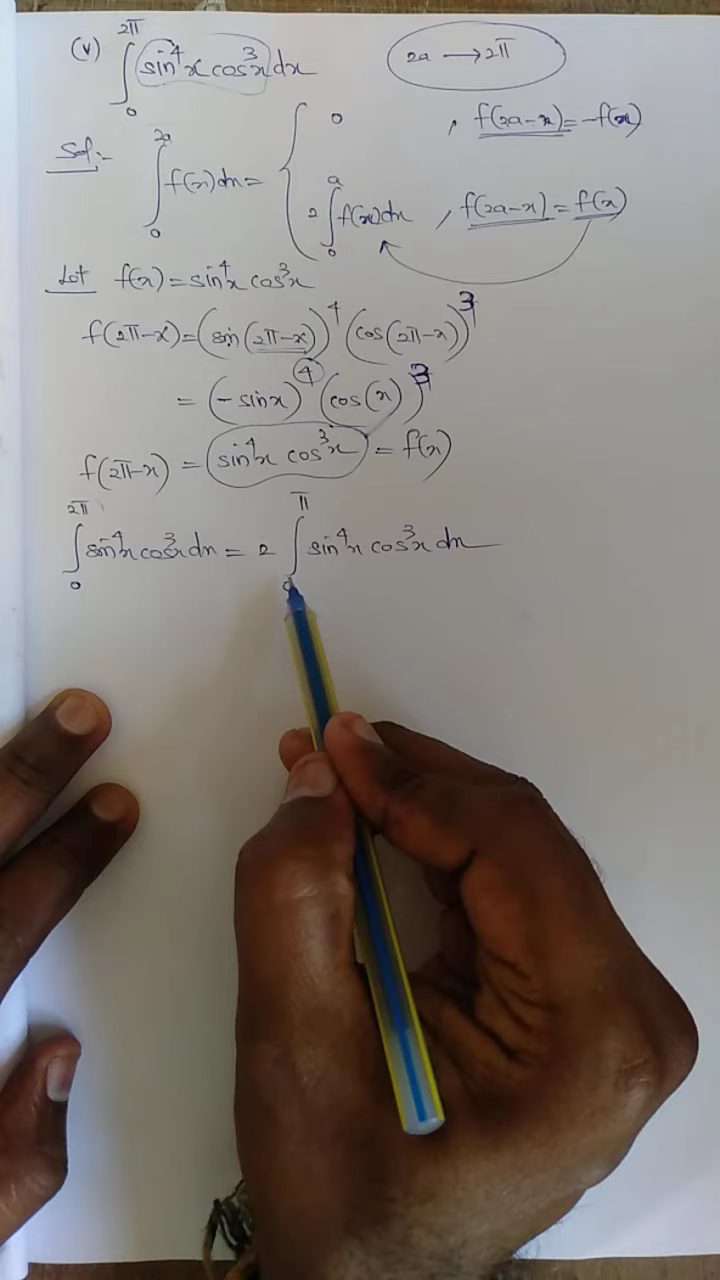 (v) ∫₀^2π sin⁴x cos³x dx 2a → 2π
Sol:- ∫₀^2a f(x)dx = { 0 , f(2a-x) = -f(x)
2∫₀^a f(x)dx , f(2a-x) = f(x)
Let f(x) = sin⁴x cos³x
f(2π-x) = (sin(2π-x))⁴ (cos(2π-x))³
= (-sinx)⁴ (cos(x))³
f(2π-x) = sin⁴x cos³x = f(x)
∫₀^2π sin⁴x cos³x dx = 2 ∫₀^π sin⁴x cos³x dx